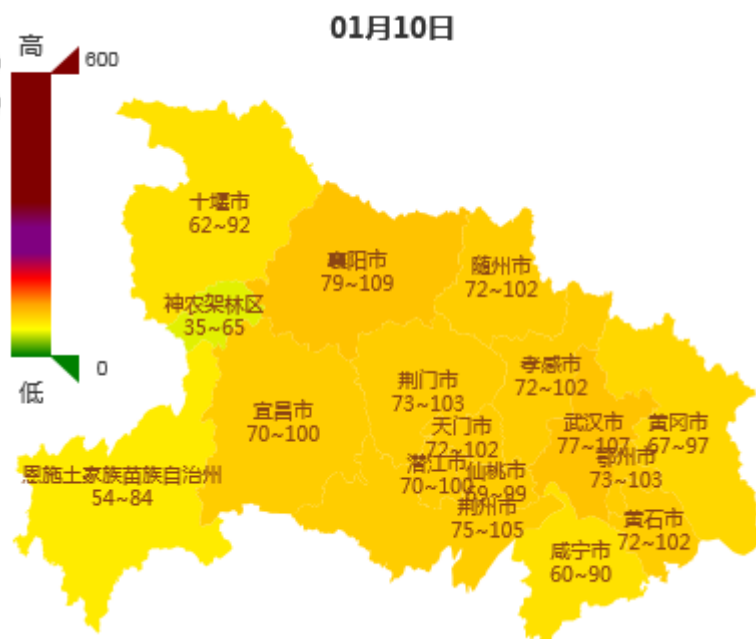 01月10日
高
600
0
低
十堰市
62~92
襄阳市
79~109
随州市
72~102
神农架林区
35~65
孝感市
72~102
荆门市
73~103
宜昌市
70~100
天门市
72~102
武汉市
77~107
黄冈市
67~97
潜江市
70~100
仙桃市
69~99
鄂州市
73~103
恩施土家族苗族自治州
54~84
荆州市
75~105
黄石市
72~102
咸宁市
60~90